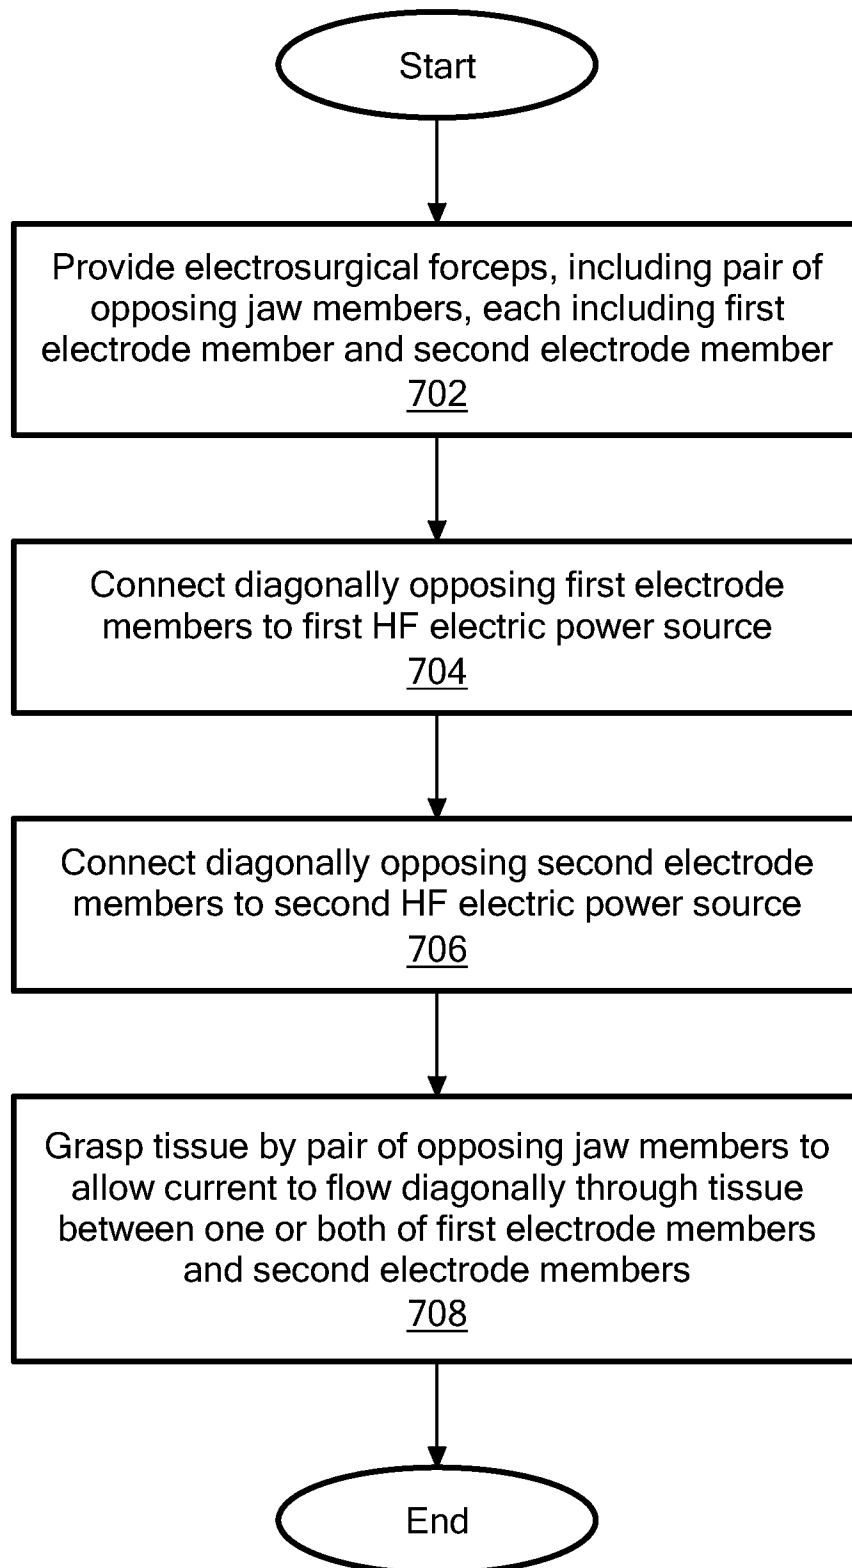 Start
Provide electrosurgical forceps, including pair of
opposing jaw members, each including first
electrode member and second electrode member
702
Connect diagonally opposing first electrode
members to first HF electric power source
704
Connect diagonally opposing second electrode
members to second HF electric power source
706
Grasp tissue by pair of opposing jaw members to
allow current to flow diagonally through tissue
between one or both of first electrode members
and second electrode members
708
End